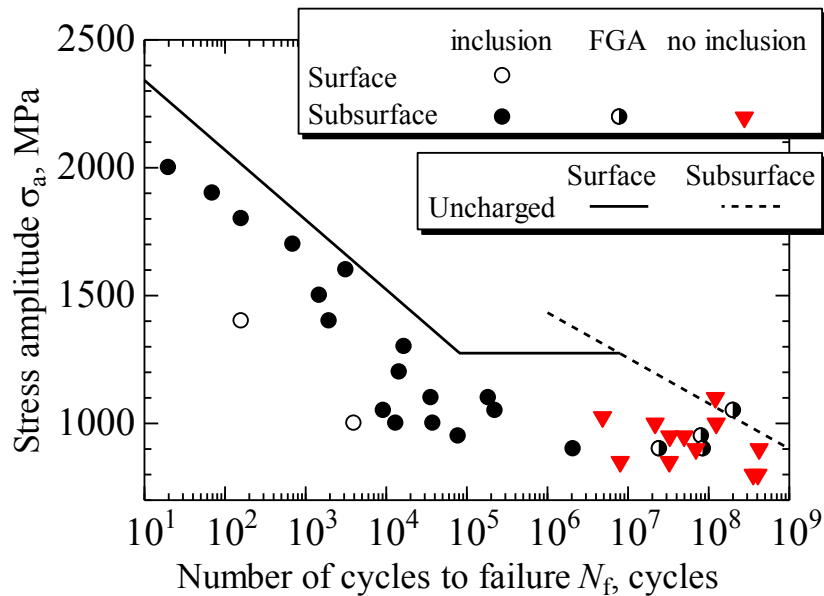 inclusion FGA no inclusion
Surface
Subsurface
Surface Subsurface
Uncharged
2500
2000
1500
1000
Stress amplitude σa, MPa
10¹ 10² 10³ 10⁴ 10⁵ 10⁶ 10⁷ 10⁸ 10⁹
Number of cycles to failure Nf, cycles